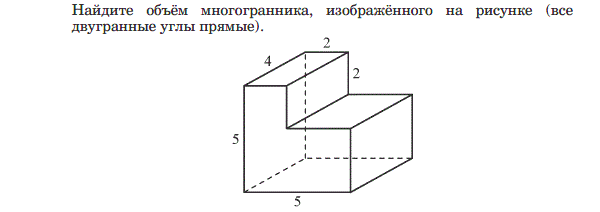 Найдите объём многогранника, изображённого на рисунке (все
двугранные углы прямые).
2
4
2
5
5